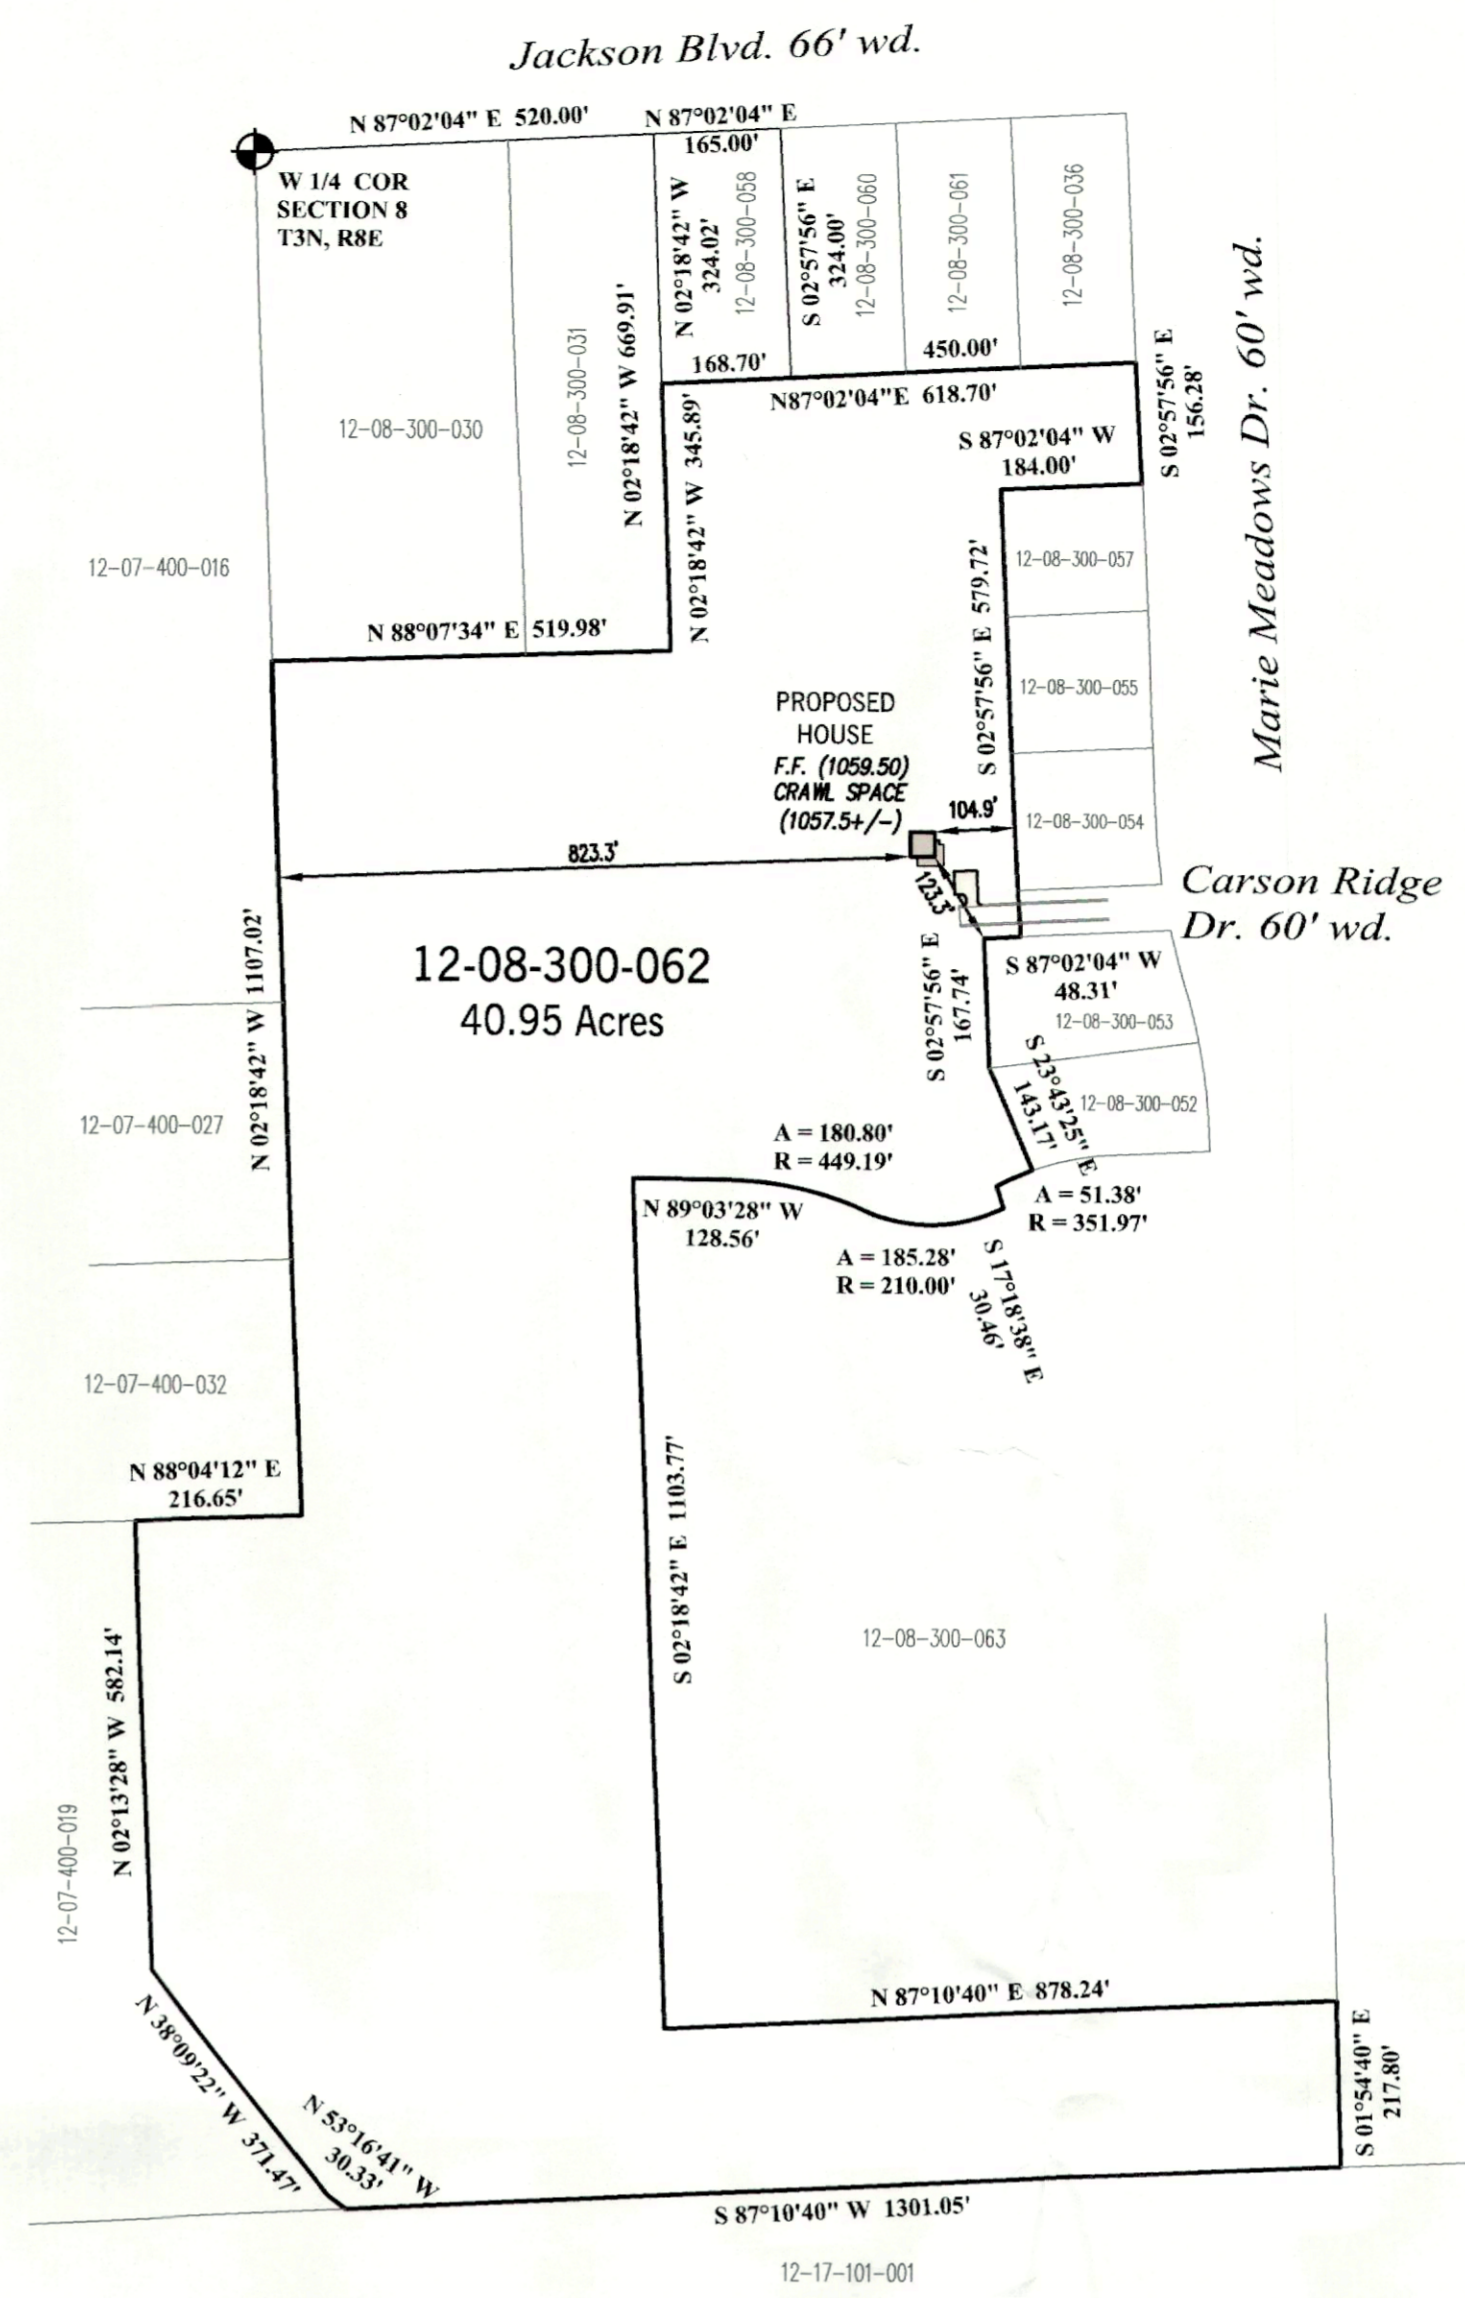 Jackson Blvd. 66' wd.
N 87°02'04" E 520.00'
N 87°02'04" E
165.00'
W 1/4 COR
SECTION 8
T3N, R8E
N 02°18'42" W
324.02'
12-08-300-058
S 02°57'56" E
324.00'
12-08-300-060
12-08-300-061
12-08-300-036
168.70'
450.00'
N87°02'04"E 618.70'
S 02°57'56" E
156.28'
Marie Meadows Dr. 60' wd.
12-08-300-030
12-08-300-031
N 02°18'42" W 669.91'
N 02°18'42" W 345.89'
S 87°02'04" W
184.00'
12-07-400-016
N 88°07'34" E 519.98'
S 02°57'56" E 579.72'
12-08-300-057
12-08-300-055
12-08-300-054
PROPOSED
HOUSE
F.F. (1059.50)
CRAWL SPACE
(1057.5+/-)
104.9'
823.3'
123.3'
Carson Ridge
Dr. 60' wd.
12-08-300-062
40.95 Acres
N 02°18'42" W 1107.02'
S 02°57'56" E
167.74'
S 87°02'04" W
48.31'
12-08-300-053
S 23°43'25" E
143.17'
12-08-300-052
12-07-400-027
A = 180.80'
R = 449.19'
N 89°03'28" W
128.56'
A = 51.38'
R = 351.97'
A = 185.28'
R = 210.00'
S 17°18'38" E
30.46'
12-07-400-032
N 88°04'12" E
216.65'
S 02°18'42" E 1103.77'
12-08-300-063
N 02°13'28" W 582.14'
12-07-400-019
N 87°10'40" E 878.24'
S 01°54'40" E
217.80'
N 38°09'22" W 371.47'
N 53°16'41" W
30.33'
S 87°10'40" W 1301.05'
12-17-101-001